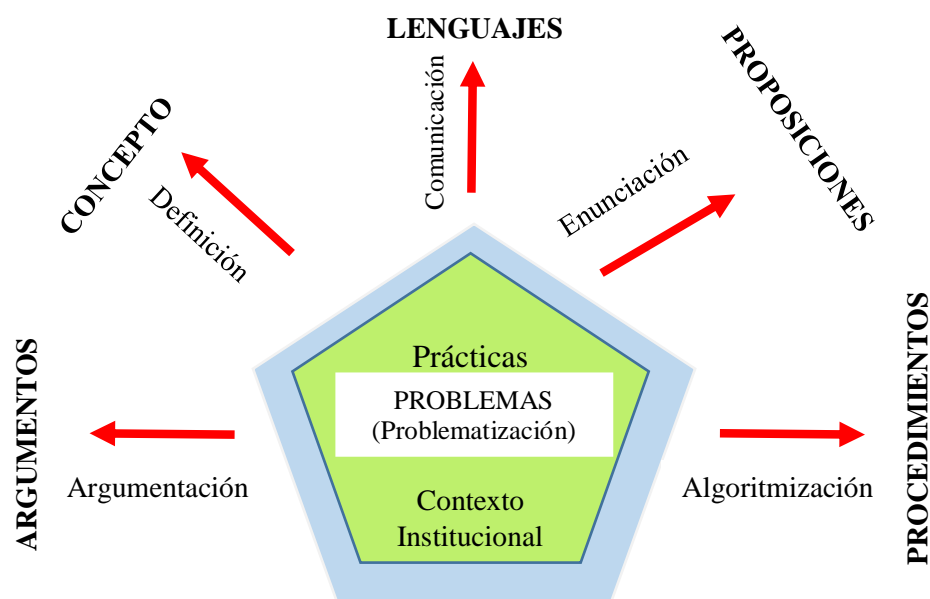 LENGUAJES
Comunicación
PROPOSICIONES
Enunciación
CONCEPTO
Definición
ARGUMENTOS
Argumentación
Prácticas
PROBLEMAS
(Problematización)
Contexto
Institucional
Algoritmización
PROCEDIMIENTOS